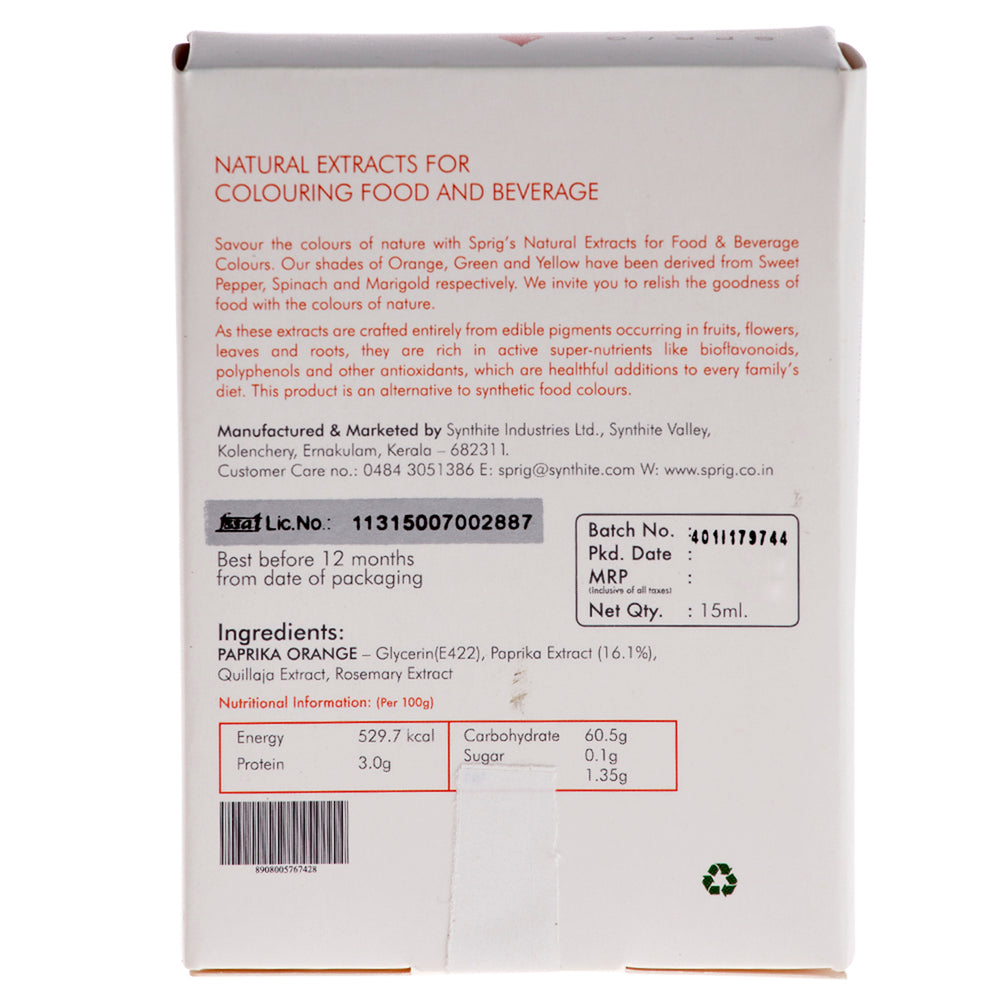 NATURAL EXTRACTS FOR
COLOURING FOOD AND BEVERAGE
Savour the colours of nature with Sprig's Natural Extracts for Food & Beverage
Colours. Our shades of Orange, Green and Yellow have been derived from Sweet
Pepper, Spinach and Marigold respectively. We invite you to relish the goodness of
food with the colours of nature.
As these extracts are crafted entirely from edible pigments occurring in fruits, flowers,
leaves and roots, they are rich in active super-nutrients like bioflavonoids,
polyphenols and other antioxidants, which are healthful additions to every family's
diet. This product is an alternative to synthetic food colours.
Manufactured & Marketed by Synthite Industries Ltd., Synthite Valley,
Kolenchery, Ernakulam, Kerala – 682311.
Customer Care no.: 0484 3051386 E: sprig@synthite.com W: www.sprig.co.in
fssai Lic.No.: 11315007002887
Best before 12 months
from date of packaging
Batch No. : 401I179744
Pkd. Date :
MRP :
(Inclusive of all taxes)
Net Qty. : 15ml.
Ingredients:
PAPRIKA ORANGE – Glycerin(E422), Paprika Extract (16.1%),
Quillaja Extract, Rosemary Extract
Nutritional Information: (Per 100g)
Energy 529.7 kcal Carbohydrate 60.5g
Protein 3.0g Sugar 0.1g
1.35g
8908005767428